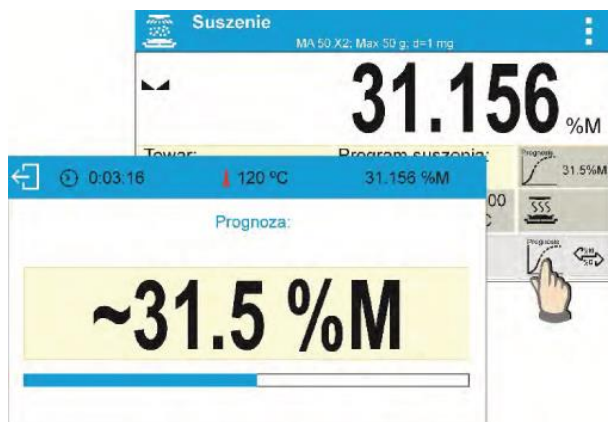 Suszenie
MA 50 X2; Max 50 g; d=1 mg
31.156 %M
Towar: Program suszenia:
Prognoza
31.5%M
0:03:16 120 °C 31.156 %M
00
Prognoza:
Prognoza
~31.5 %M